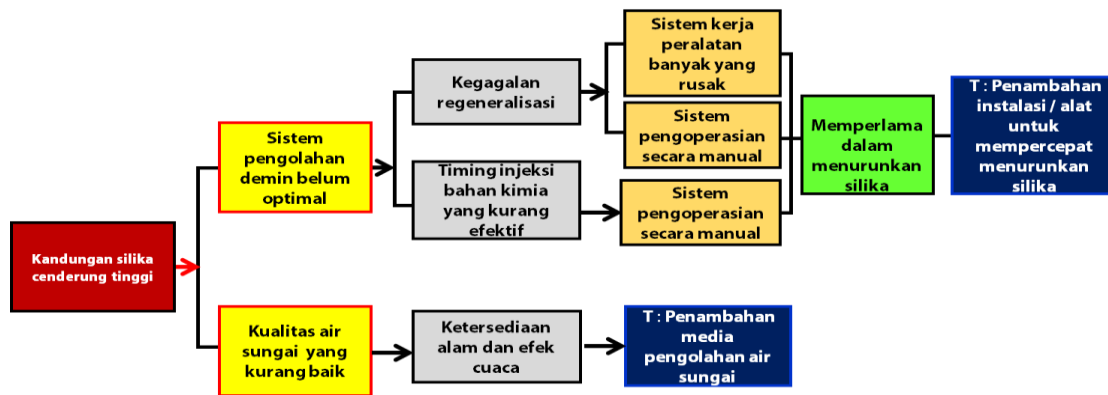 Kandungan silika
cenderung tinggi
Sistem
pengolahan
demin belum
optimal
Kualitas air
sungai yang
kurang baik
Kegagalan
regeneralisasi
Timing injeksi
bahan kimia
yang kurang
efektif
Ketersediaan
alam dan efek
cuaca
Sistem kerja
peralatan
banyak yang
rusak
Sistem
pengoperasian
secara manual
Sistem
pengoperasian
secara manual
T : Penambahan
media
pengolahan air
sungai
Memperlama
dalam
menurunkan
silika
T : Penambahan
instalasi / alat
untuk
mempercepat
menurunkan
silika